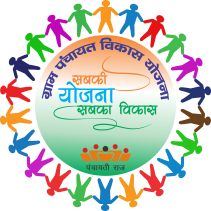 ग्राम पंचायत विकास योजना
सबकी
योजना
सबका विकास
पंचायती राज